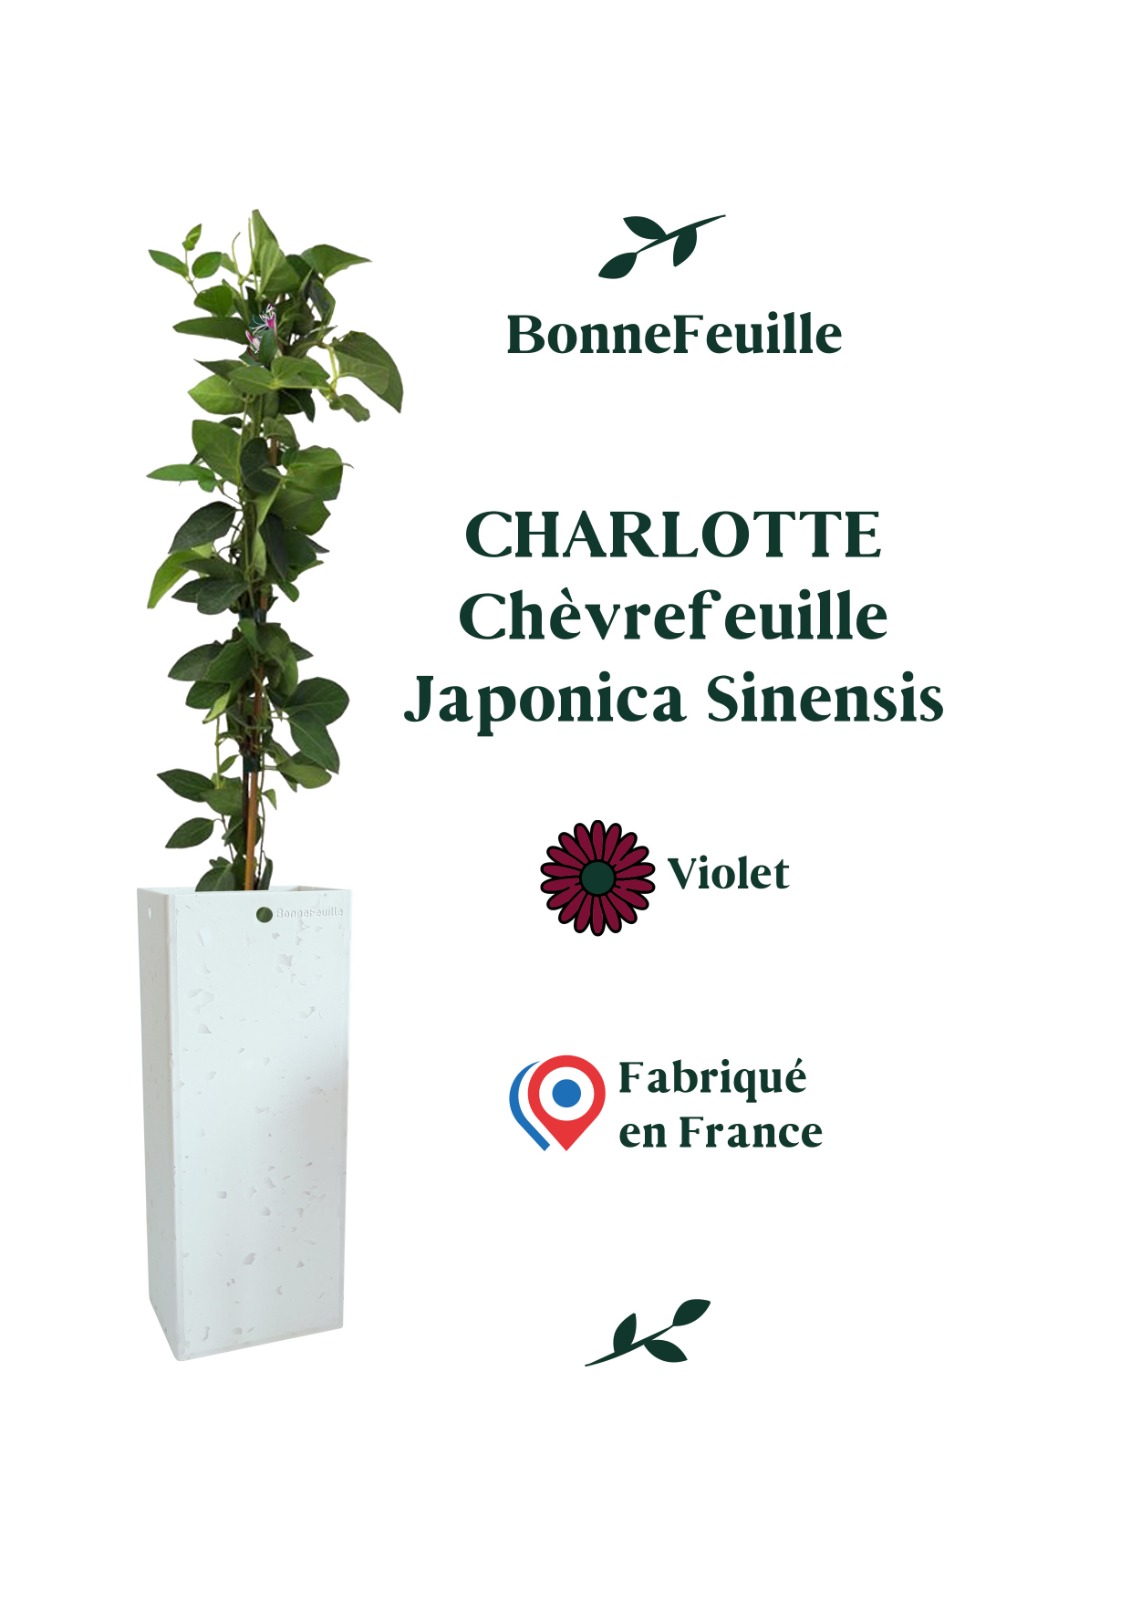 BonneFeuille
CHARLOTTE
Chèvrefeuille
Japonica Sinensis
BonneFeuille
Violet
Fabriqué
en France